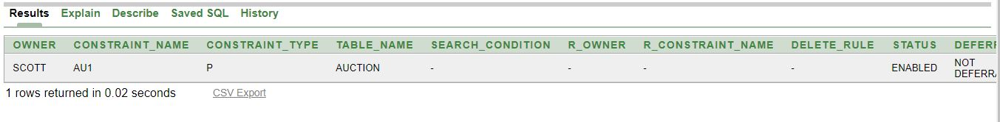 Results Explain Describe Saved SQL History
OWNER CONSTRAINT_NAME CONSTRAINT_TYPE TABLE_NAME SEARCH_CONDITION R_OWNER R_CONSTRAINT_NAME DELETE_RULE STATUS DEFERR
SCOTT AU1 P AUCTION - - - - ENABLED NOT
DEFERRA
1 rows returned in 0.02 seconds CSV Export